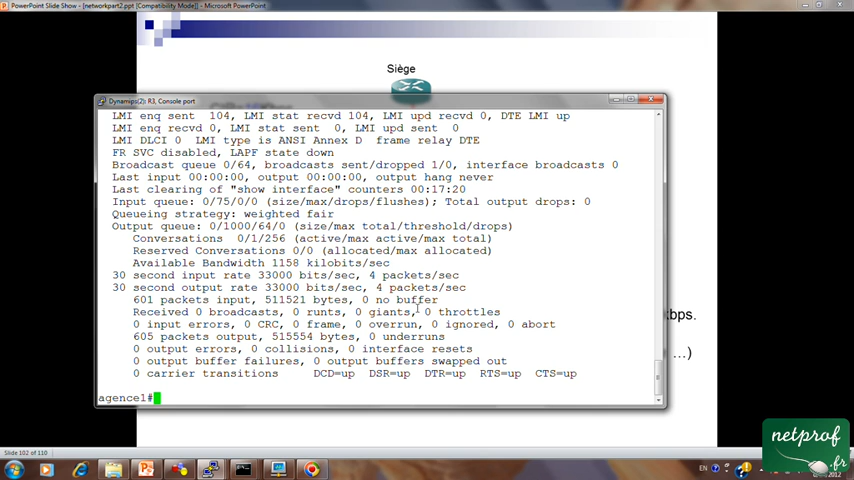 PowerPoint Slide Show - [networkpart2.ppt [Compatibility Mode]] - Microsoft PowerPoint
Siège
Dynamips(2): R3, Console port
LMI enq sent 104, LMI stat recvd 104, LMI upd recvd 0, DTE LMI up
LMI enq recvd 0, LMI stat sent 0, LMI upd sent 0
LMI DLCI 0 LMI type is ANSI Annex D frame relay DTE
FR SVC disabled, LAPF state down
Broadcast queue 0/64, broadcasts sent/dropped 1/0, interface broadcasts 0
Last input 00:00:00, output 00:00:00, output hang never
Last clearing of "show interface" counters 00:17:20
Input queue: 0/75/0/0 (size/max/drops/flushes); Total output drops: 0
Queueing strategy: weighted fair
Output queue: 0/1000/64/0 (size/max total/threshold/drops)
Conversations 0/1/256 (active/max active/max total)
Reserved Conversations 0/0 (allocated/max allocated)
Available Bandwidth 1158 kilobits/sec
30 second input rate 33000 bits/sec, 4 packets/sec
30 second output rate 33000 bits/sec, 4 packets/sec
601 packets input, 511521 bytes, 0 no buffer
Received 0 broadcasts, 0 runts, 0 giants, 0 throttles
0 input errors, 0 CRC, 0 frame, 0 overrun, 0 ignored, 0 abort
605 packets output, 515554 bytes, 0 underruns
0 output errors, 0 collisions, 0 interface resets
0 output buffer failures, 0 output buffers swapped out
0 carrier transitions DCD=up DSR=up DTR=up RTS=up CTS=up
agence1#
kbps.
...)
Slide 102 of 110
EN
netprof
.fr